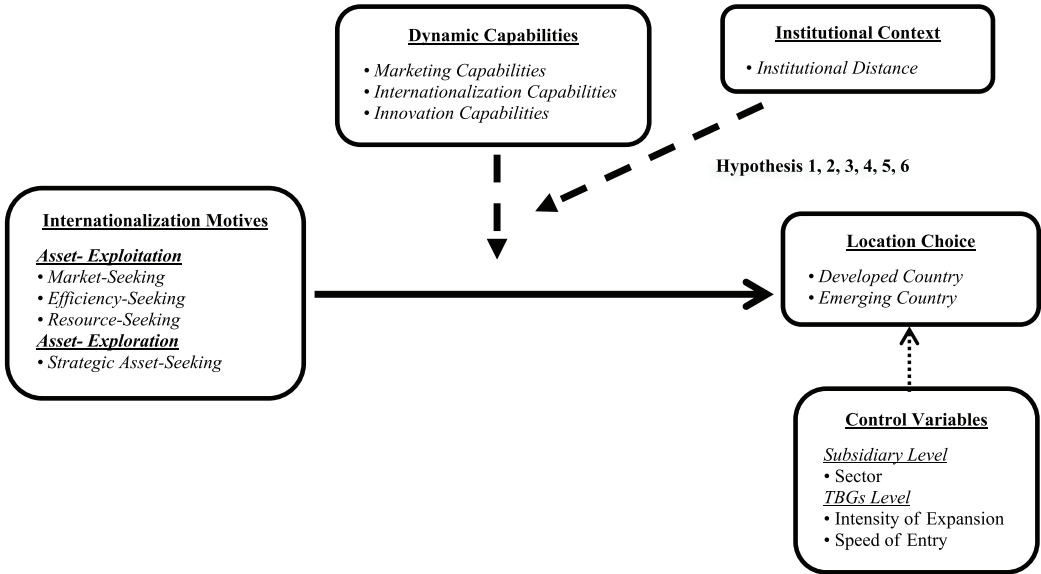 Dynamic Capabilities
• Marketing Capabilities
• Internationalization Capabilities
• Innovation Capabilities
Institutional Context
• Institutional Distance
Hypothesis 1, 2, 3, 4, 5, 6
Internationalization Motives
Asset- Exploitation
• Market-Seeking
• Efficiency-Seeking
• Resource-Seeking
Asset- Exploration
• Strategic Asset-Seeking
Location Choice
• Developed Country
• Emerging Country
Control Variables
Subsidiary Level
• Sector
TBGs Level
• Intensity of Expansion
• Speed of Entry